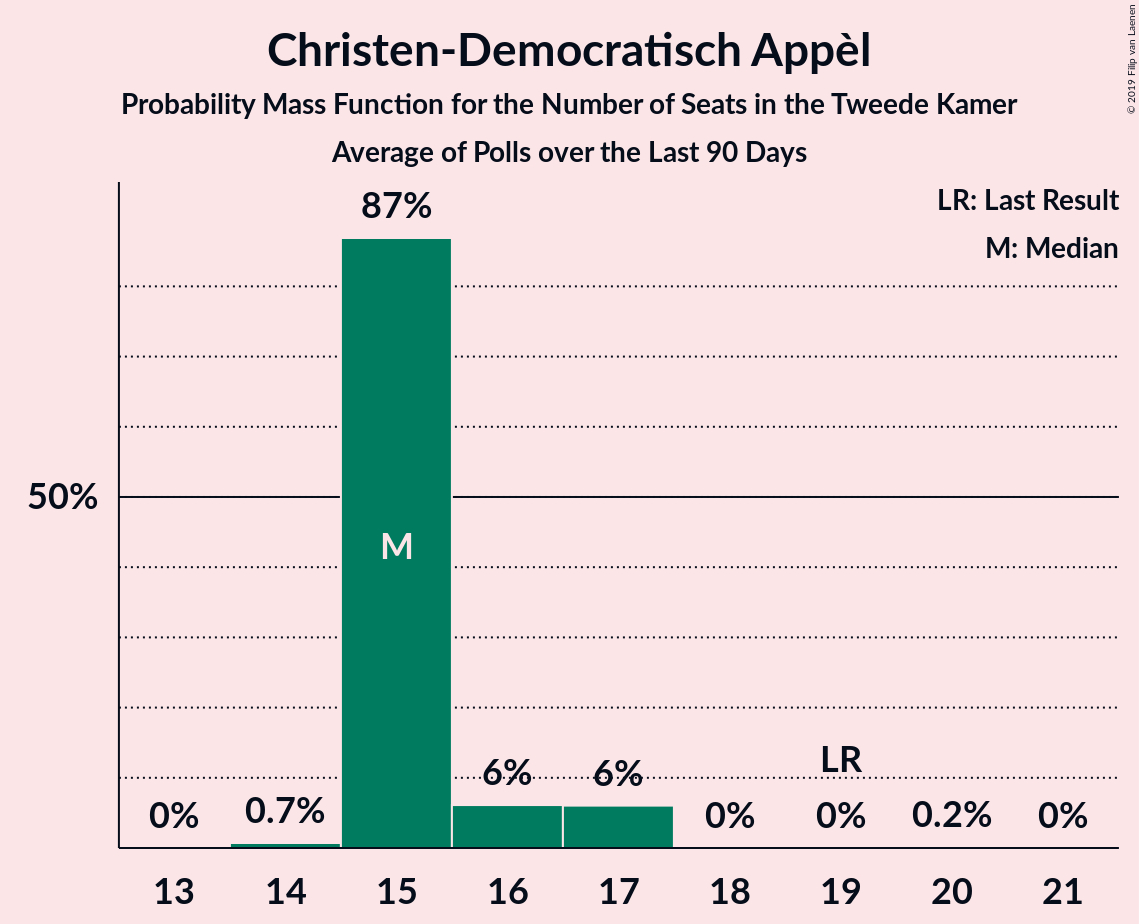 Christen-Democratisch Appèl
Probability Mass Function for the Number of Seats in the Tweede Kamer
Average of Polls over the Last 90 Days
© 2019 Filip van Laenen
LR: Last Result
M: Median
87%
50%
M
LR
0%
0.7%
6%
6%
0%
0%
0.2%
0%
13 14 15 16 17 18 19 20 21